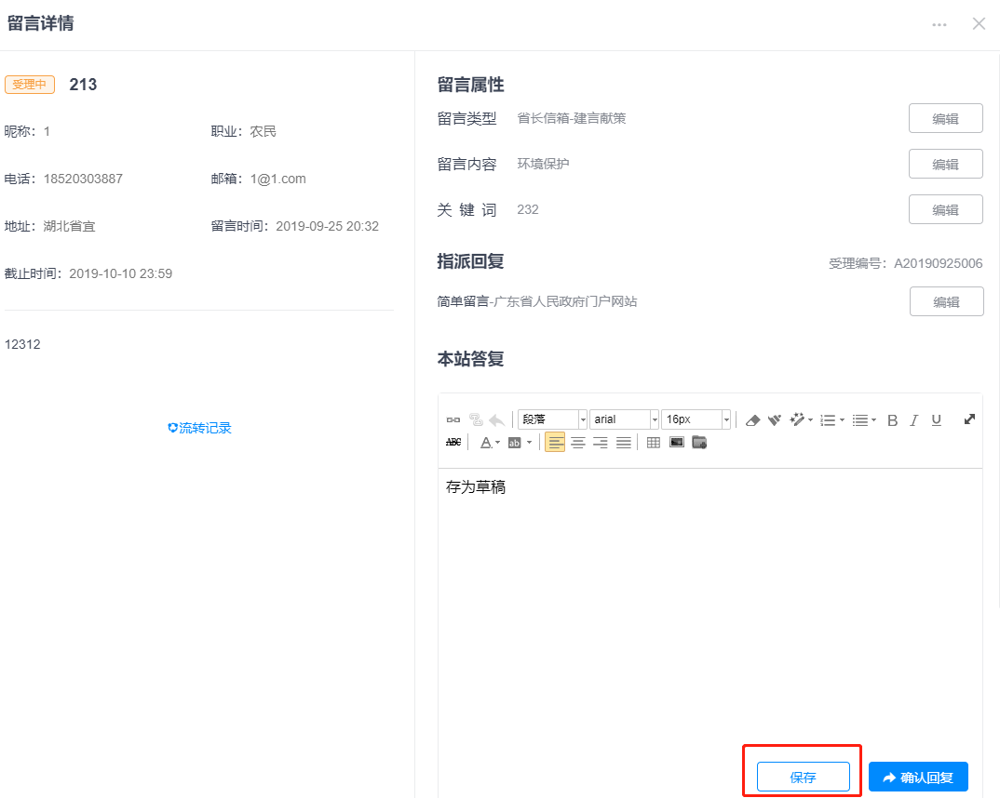 留言详情
受理中 213
昵称：1 职业：农民
电话：18520303887 邮箱：1@1.com
地址：湖北省宜 留言时间：2019-09-25 20:32
截止时间：2019-10-10 23:59
12312
流转记录
留言属性
留言类型 省长信箱-建言献策 编辑
留言内容 环境保护 编辑
关 键 词 232 编辑
指派回复 受理编号：A20190925006
简单留言-广东省人民政府门户网站 编辑
本站答复
段落 arial 16px B I U
ABC A ab
存为草稿
保存 确认回复